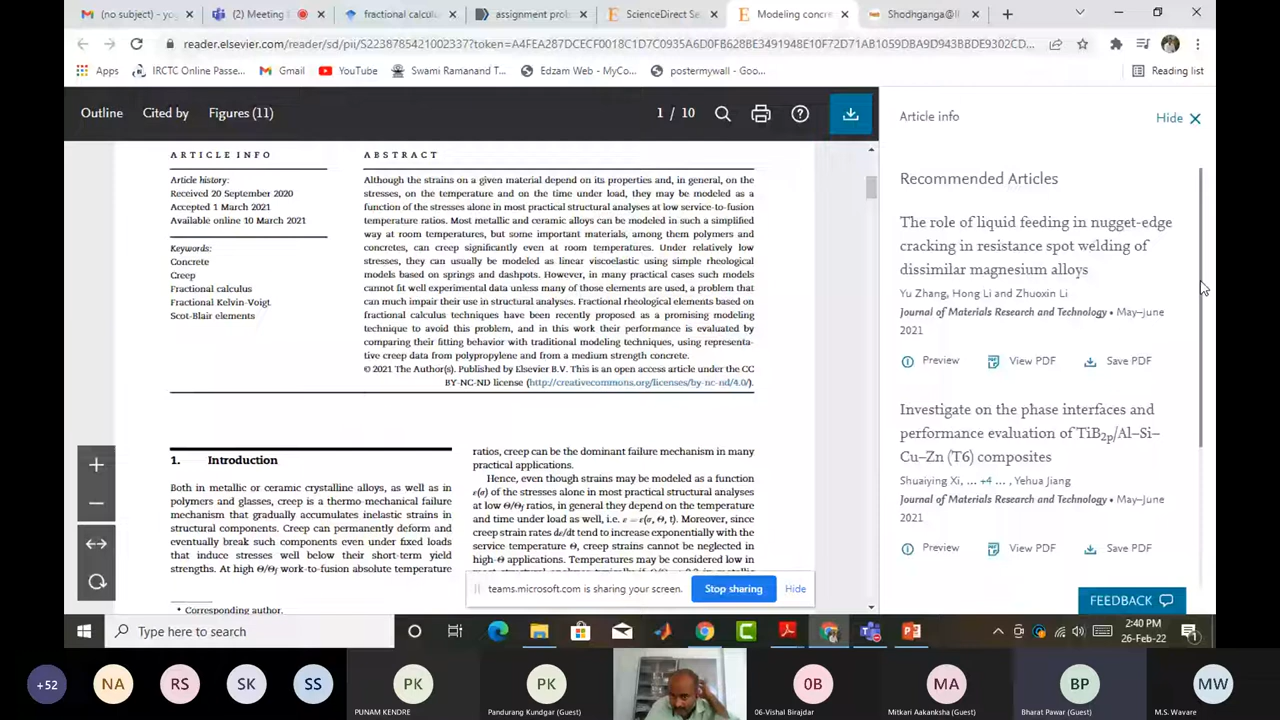 (no subject) - yog
(2) Meeting
fractional calculu
assignment prob
ScienceDirect Se
Modeling concre
Shodhganga@I
reader.elsevier.com/reader/sd/pii/S2238785421002337?token=A4FEA287DCECF0018C1D7C0935A6D0FB628BE3491948E10F72D71AB1059DBA9D943BBDE9302CD...
Apps
IRCTC Online Passe...
Gmail
YouTube
Swami Ramanand T...
Edzam Web - MyCo...
postermywall - Goo...
Reading list
Outline
Cited by
Figures (11)
1 / 10
Article info
Hide
ARTICLE INFO
Article history:
Received 20 September 2020
Accepted 1 March 2021
Available online 10 March 2021
Keywords:
Concrete
Creep
Fractional calculus
Fractional Kelvin-Voigt
Scot-Blair elements
ABSTRACT
Although the strains on a given material depend on its properties and, in general, on the
stresses, on the temperature and on the time under load, they may be modeled as a
function of the stresses alone in most practical structural analyses at low service-to-fusion
temperature ratios. Most metallic and ceramic alloys can be modeled in such a simplified
way at room temperatures, but some important materials, among them polymers and
concretes, can creep significantly even at room temperatures. Under relatively low
stresses, they can usually be modeled as linear viscoelastic using simple rheological
models based on springs and dashpots. However, in many practical cases such models
cannot fit well experimental data unless many of those elements are used, a problem that
can much impair their use in structural analyses. Fractional rheological elements based on
fractional calculus techniques have been recently proposed as a promising modeling
technique to avoid this problem, and in this work their performance is evaluated by
comparing their fitting behavior with traditional modeling techniques, using representa-
tive creep data from polypropylene and from a medium strength concrete.
© 2021 The Author(s). Published by Elsevier B.V. This is an open access article under the CC
BY-NC-ND license (http://creativecommons.org/licenses/by-nc-nd/4.0/).
1. Introduction
Both in metallic or ceramic crystalline alloys, as well as in
polymers and glasses, creep is a thermo-mechanical failure
mechanism that gradually accumulates inelastic strains in
structural components. Creep can permanently deform and
eventually break such components even under fixed loads
that induce stresses well below their short-term yield
strengths. At high Θ/Θf work-to-fusion absolute temperature
* Corresponding author.
ratios, creep can be the dominant failure mechanism in many
practical applications.
Hence, even though strains may be modeled as a function
ε(σ) of the stresses alone in most practical structural analyses
at low Θ/Θf ratios, in general they depend on the temperature
and time under load as well, i.e. ε = ε(σ, Θ, t). Moreover, since
creep strain rates dε/dt tend to increase exponentially with the
service temperature Θ, creep strains cannot be neglected in
high-Θ applications. Temperatures may be considered low in
Recommended Articles
The role of liquid feeding in nugget-edge
cracking in resistance spot welding of
dissimilar magnesium alloys
Yu Zhang, Hong Li and Zhuoxin Li
Journal of Materials Research and Technology • May–june
2021
Preview
View PDF
Save PDF
Investigate on the phase interfaces and
performance evaluation of TiB2p/Al–Si–
Cu–Zn (T6) composites
Shuaiying Xi, ... +4 ... , Yehua Jiang
Journal of Materials Research and Technology • May–june
2021
Preview
View PDF
Save PDF
FEEDBACK
teams.microsoft.com is sharing your screen.
Stop sharing
Hide
Type here to search
2:40 PM
26-Feb-22
1
+52
NA
RS
SK
SS
PK
PUNAM KENDRE
PK
Pandurang Kundgar (Guest)
0B
06-Vishal Birajdar
MA
Mitkari Aakanksha (Guest)
BP
Bharat Pawar (Guest)
MW
M.S. Wavare